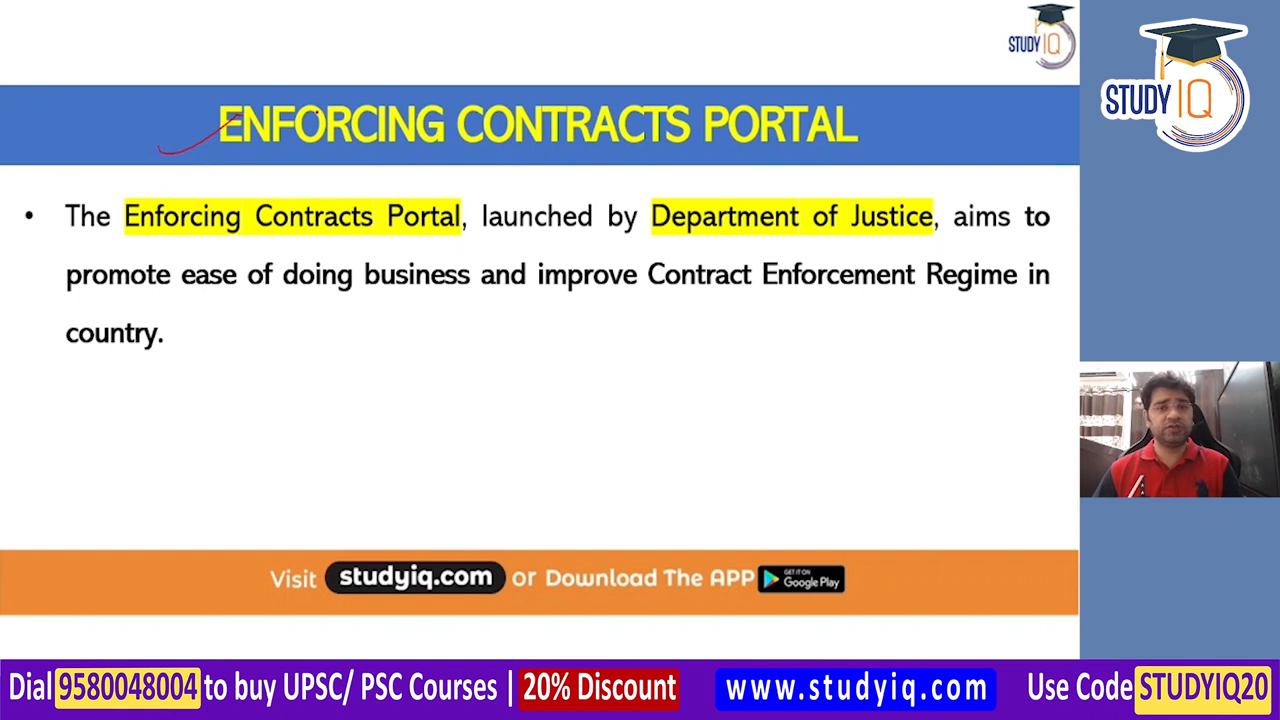 STUDY IQ
STUDY IQ
ENFORCING CONTRACTS PORTAL
• The Enforcing Contracts Portal, launched by Department of Justice, aims to
promote ease of doing business and improve Contract Enforcement Regime in
country.
Visit studyiq.com or Download The APP GET IT ON Google Play
Dial 9580048004 to buy UPSC/ PSC Courses | 20% Discount www.studyiq.com Use Code STUDYIQ20